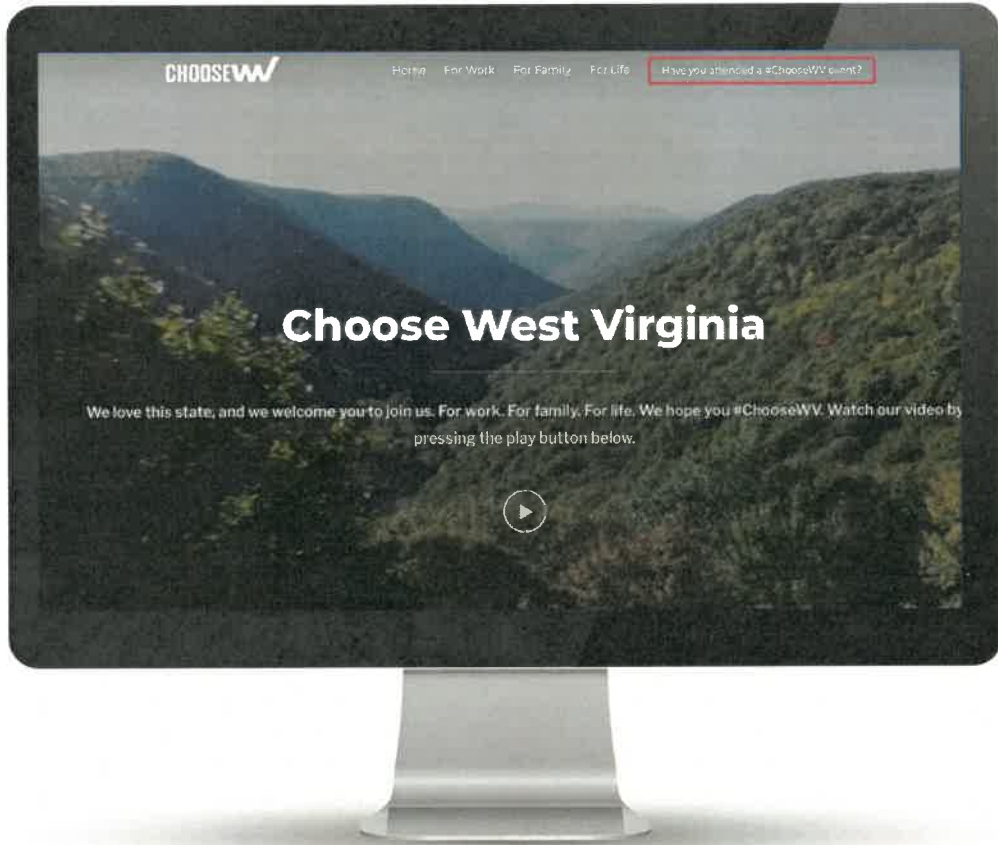 CHOOSEWV
Home For Work For Family For Life Have you attended a #ChooseWV event?
Choose West Virginia
We love this state, and we welcome you to join us. For work. For family. For life. We hope you #ChooseWV. Watch our video by
pressing the play button below.